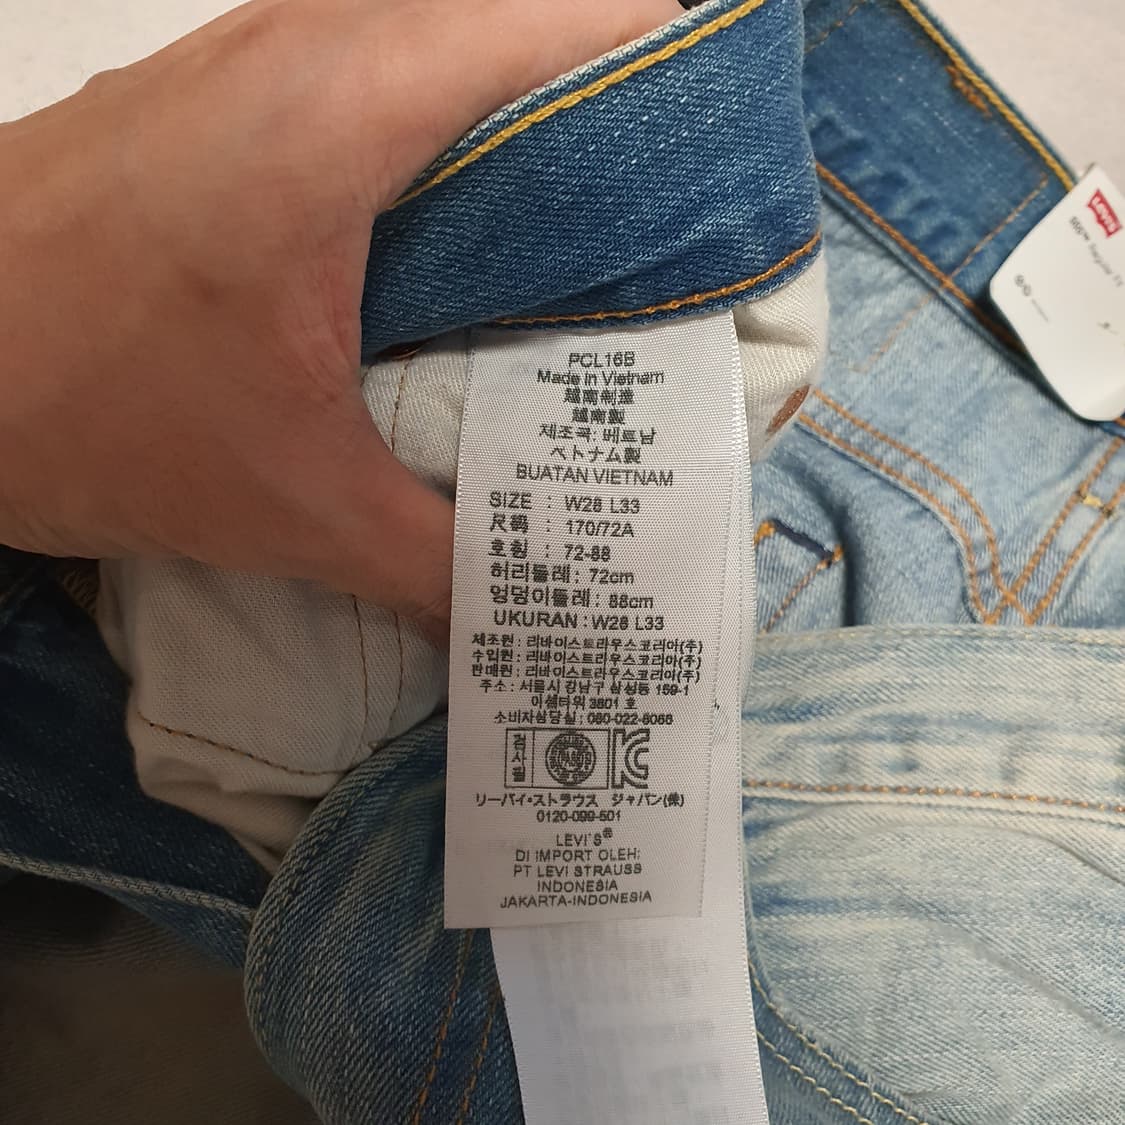 PCL16B
Made in Vietnam
越南制造
越南製
제조국: 베트남
ベトナム製
BUATAN VIETNAM
SIZE : W28 L33
尺碼 : 170/72A
호칭 : 72-88
허리둘레 : 72cm
엉덩이둘레 : 88cm
UKURAN : W28 L33
제조원 : 리바이스트라우스코리아(주)
수입원 : 리바이스트라우스코리아(주)
판매원 : 리바이스트라우스코리아(주)
주소 : 서울시 강남구 삼성동 159-1
이셈타워 3801 호
소비자상담실 : 080-022-8068
검사필
リーバイ・ストラウス ジャパン(株)
0120-099-501
LEVI'S®
DI IMPORT OLEH:
PT LEVI STRAUSS
INDONESIA
JAKARTA-INDONESIA
Levi's
Regular